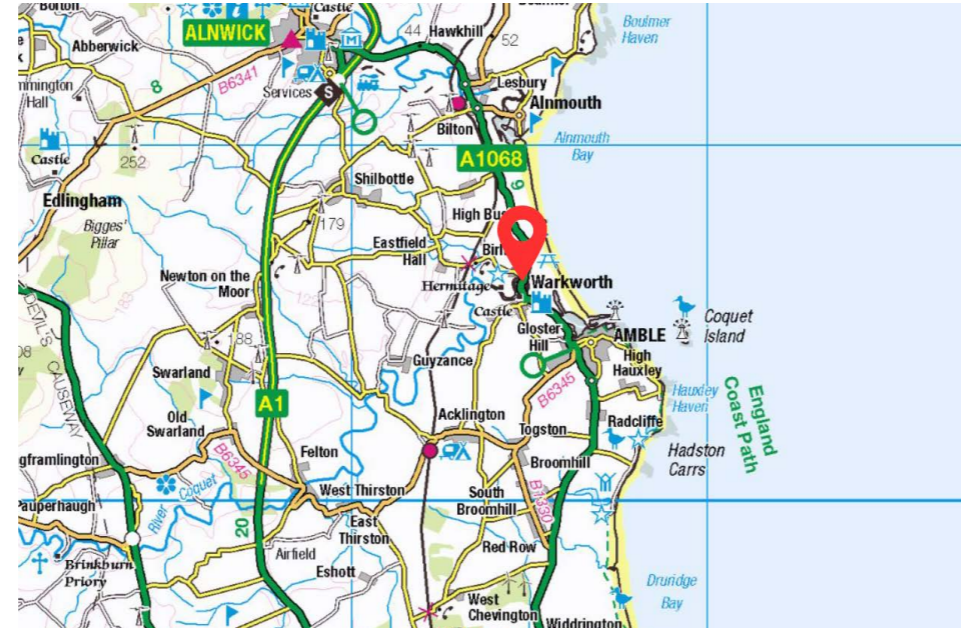 Castle
Boulmer
Haven
ALNWICK
44
Hawkhill
52
Abberwick
B6341
8
Services
S
Lesbury
Alnmouth
Hall
Bilton
Alnmouth
Bay
252
Castle
A1068
9
Shilbottle
Edlingham
Bigges'
Pillar
179
High
Eastfield
Hall
Newton on the
Moor
Hermitage
Warkworth
Castle
Gloster
Hill
AMBLE
Coquet
Island
DEVIL'S
CAUSEWAY
188
Guyzance
High
Hauxley
Swarland
B6345
Hauxley
Haven
England
Coast Path
A1
Acklington
Radcliffe
Old
Swarland
Togston
Hadston
Carrs
B6345
Felton
Broomhill
River Coquet
West Thirston
South
Broomhill
B1330
Pauperhaugh
20
East
Thirston
Airfield
Red Row
Brinkburn
Priory
Eshott
Druridge
Bay
West
Chevington
Widdrington